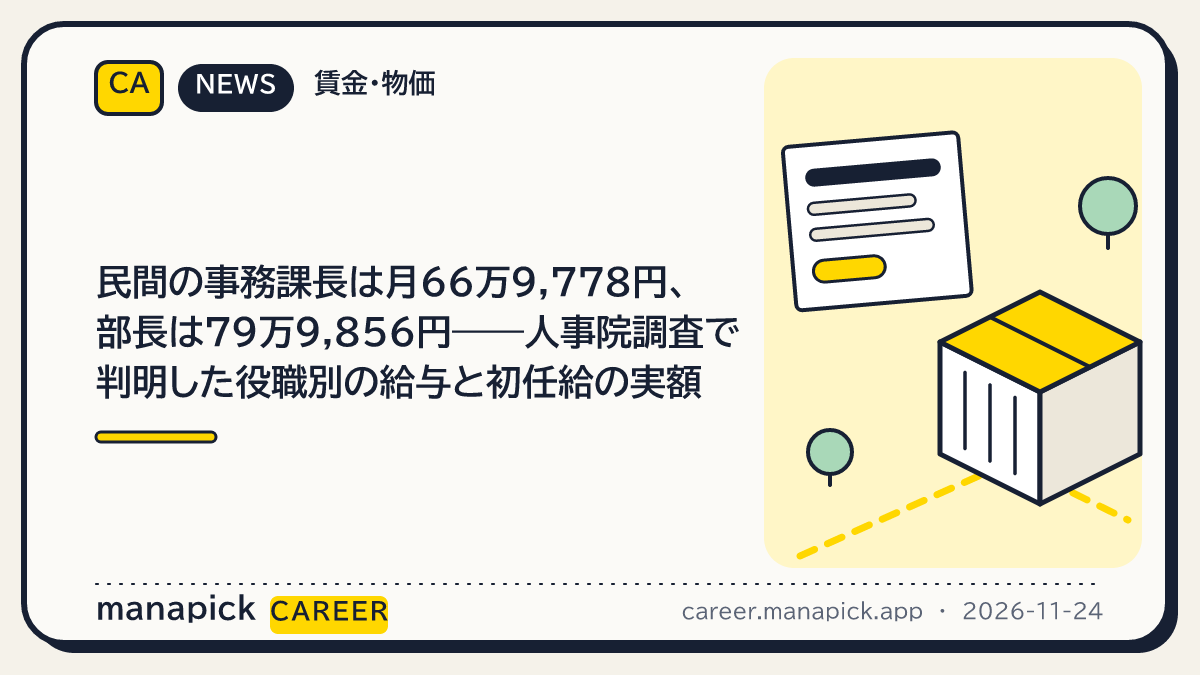 CA NEWS 賃金・物価
民間の事務課長は月66万9,778円、
部長は79万9,856円──人事院調査で
判明した役職別の給与と初任給の実額
manapick CAREER career.manapick.app ・ 2026-11-24